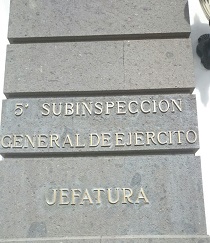 5ª SUBINSPECCION
GENERAL DE EJERCITO
JEFATURA